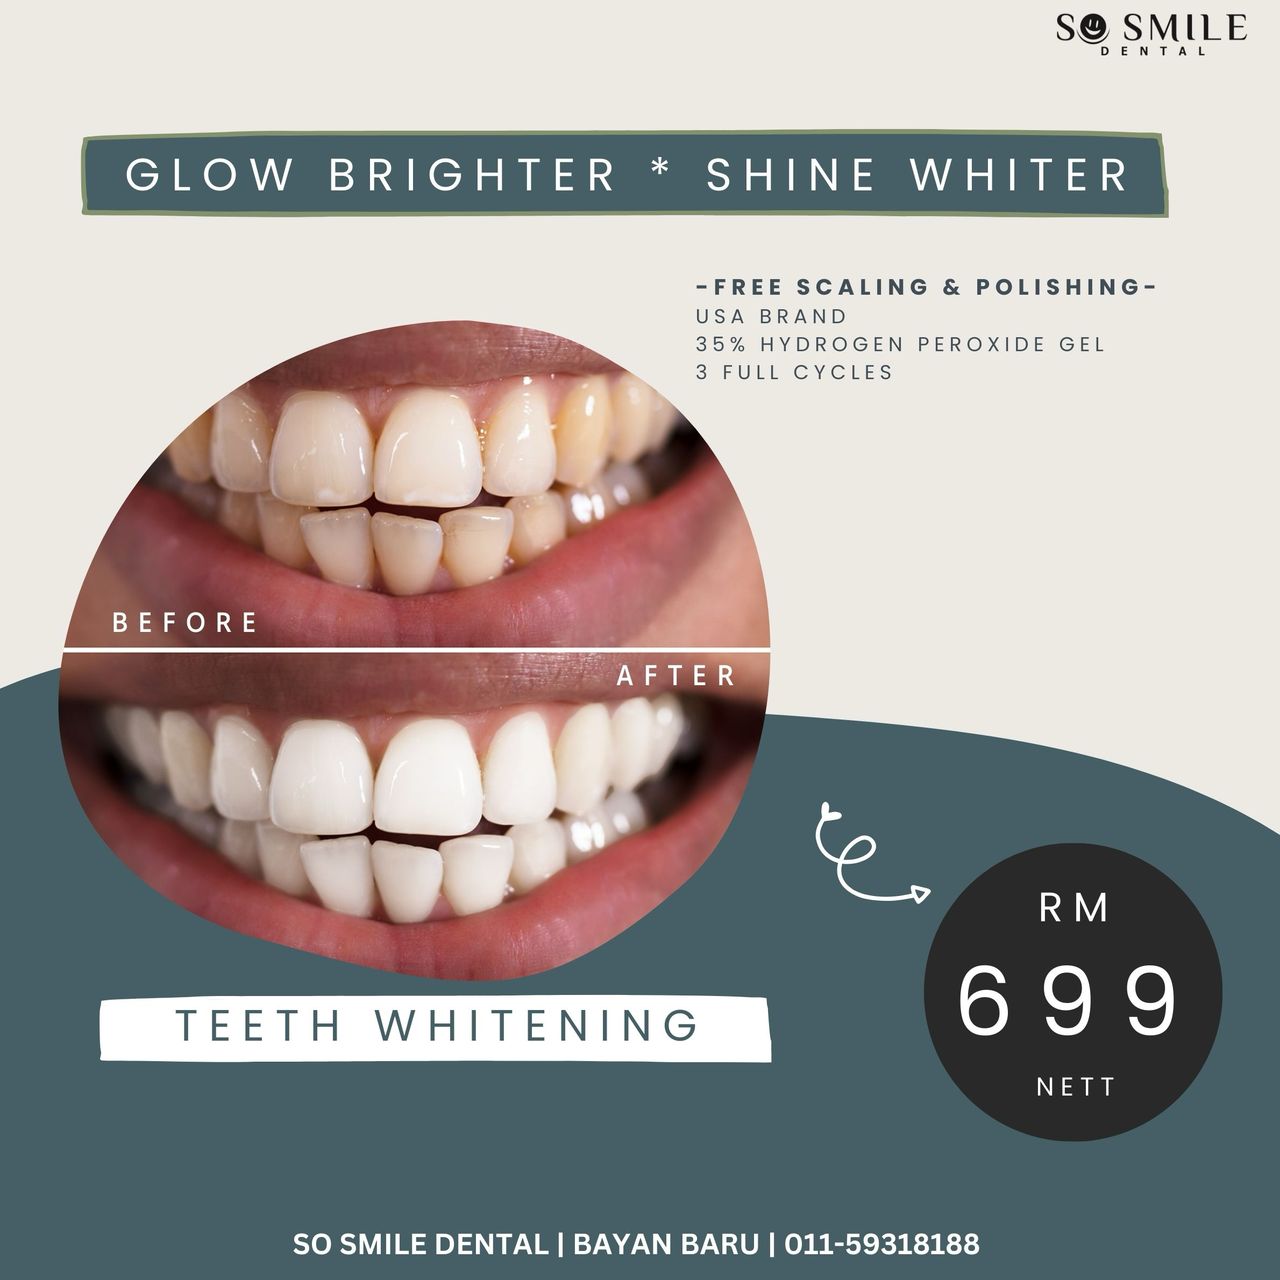 SO SMILE
DENTAL
GLOW BRIGHTER * SHINE WHITER
-FREE SCALING & POLISHING-
USA BRAND
35% HYDROGEN PEROXIDE GEL
3 FULL CYCLES
BEFORE
AFTER
RM
699
NETT
TEETH WHITENING
SO SMILE DENTAL | BAYAN BARU | 011-59318188